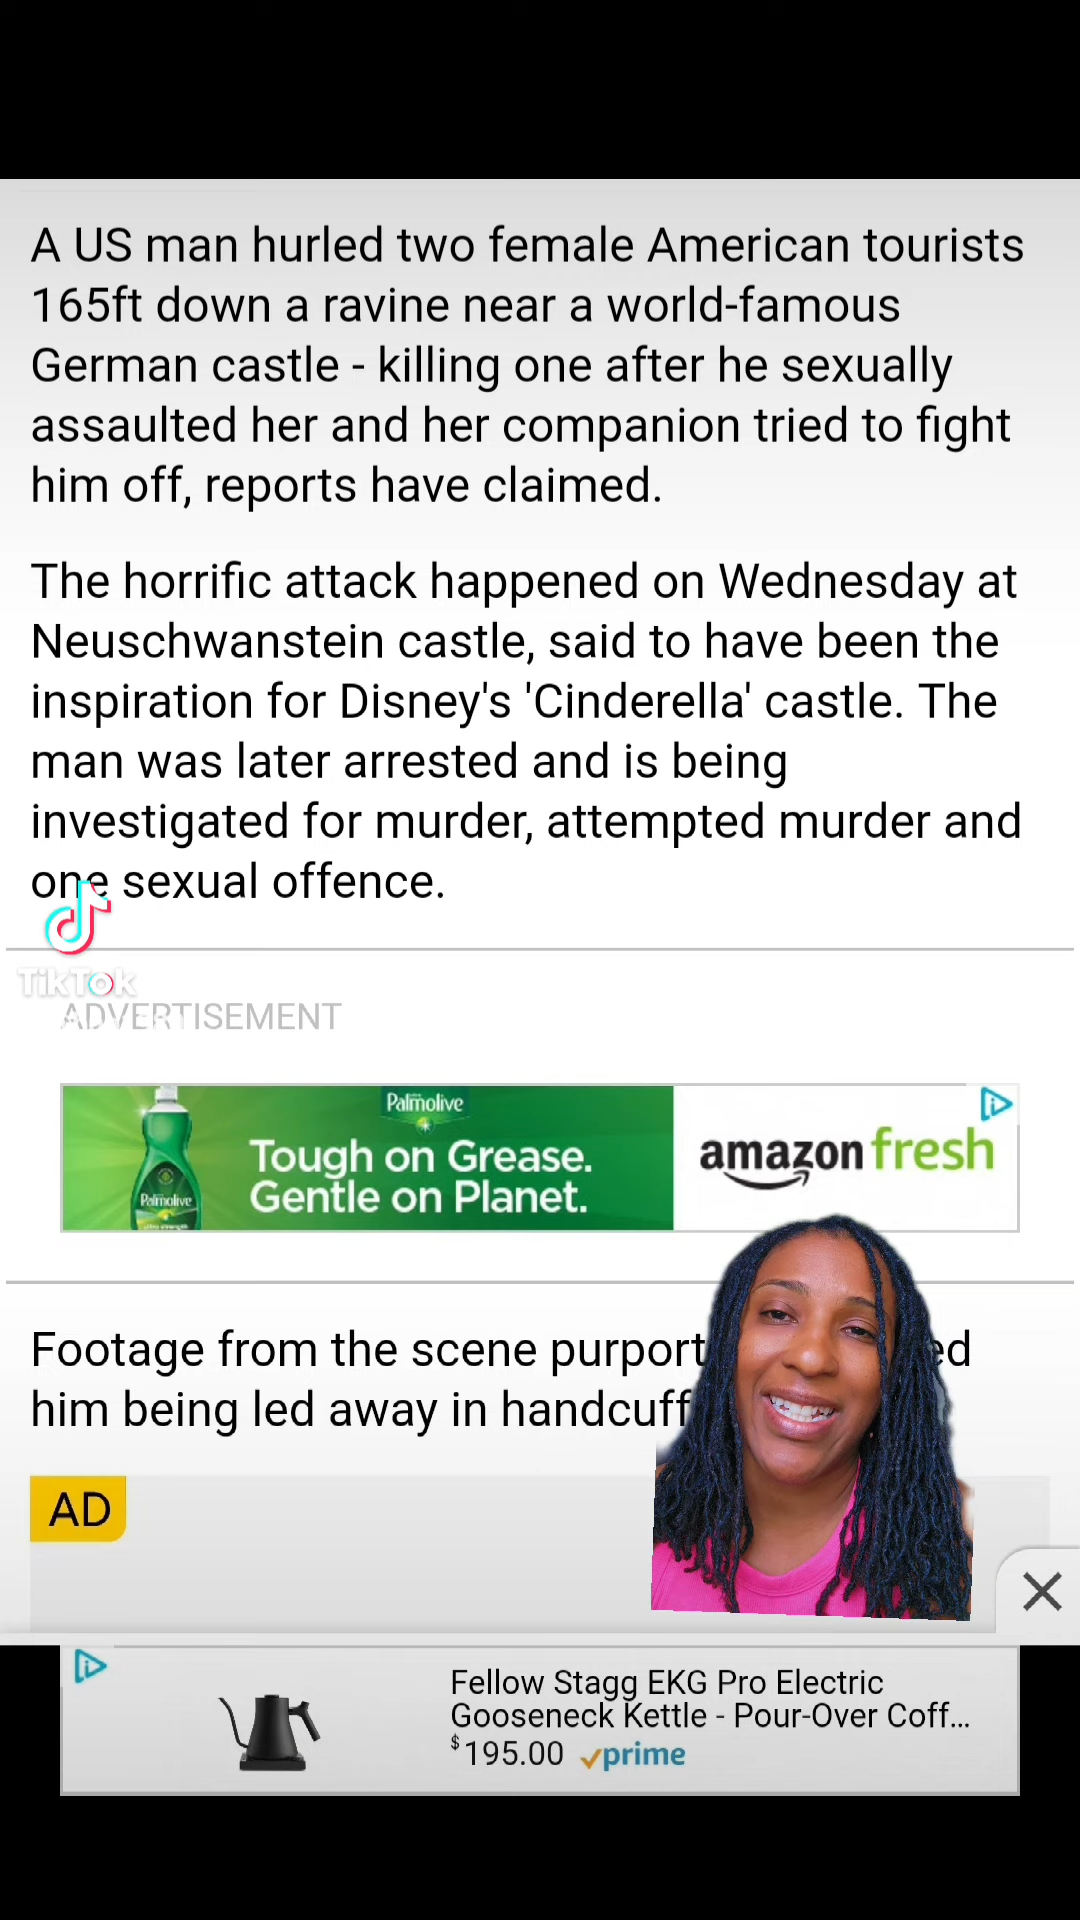 A US man hurled two female American tourists
165ft down a ravine near a world-famous
German castle - killing one after he sexually
assaulted her and her companion tried to fight
him off, reports have claimed.
The horrific attack happened on Wednesday at
Neuschwanstein castle, said to have been the
inspiration for Disney's 'Cinderella' castle. The
man was later arrested and is being
investigated for murder, attempted murder and
one sexual offence.
TikTok
ADVERTISEMENT
Palmolive
Tough on Grease.
Gentle on Planet.
Palmolive
amazon fresh
Footage from the scene
him being led away in
AD
Fellow Stagg EKG Pro Electric
Gooseneck Kettle - Pour-Over Coff...
$195.00 prime